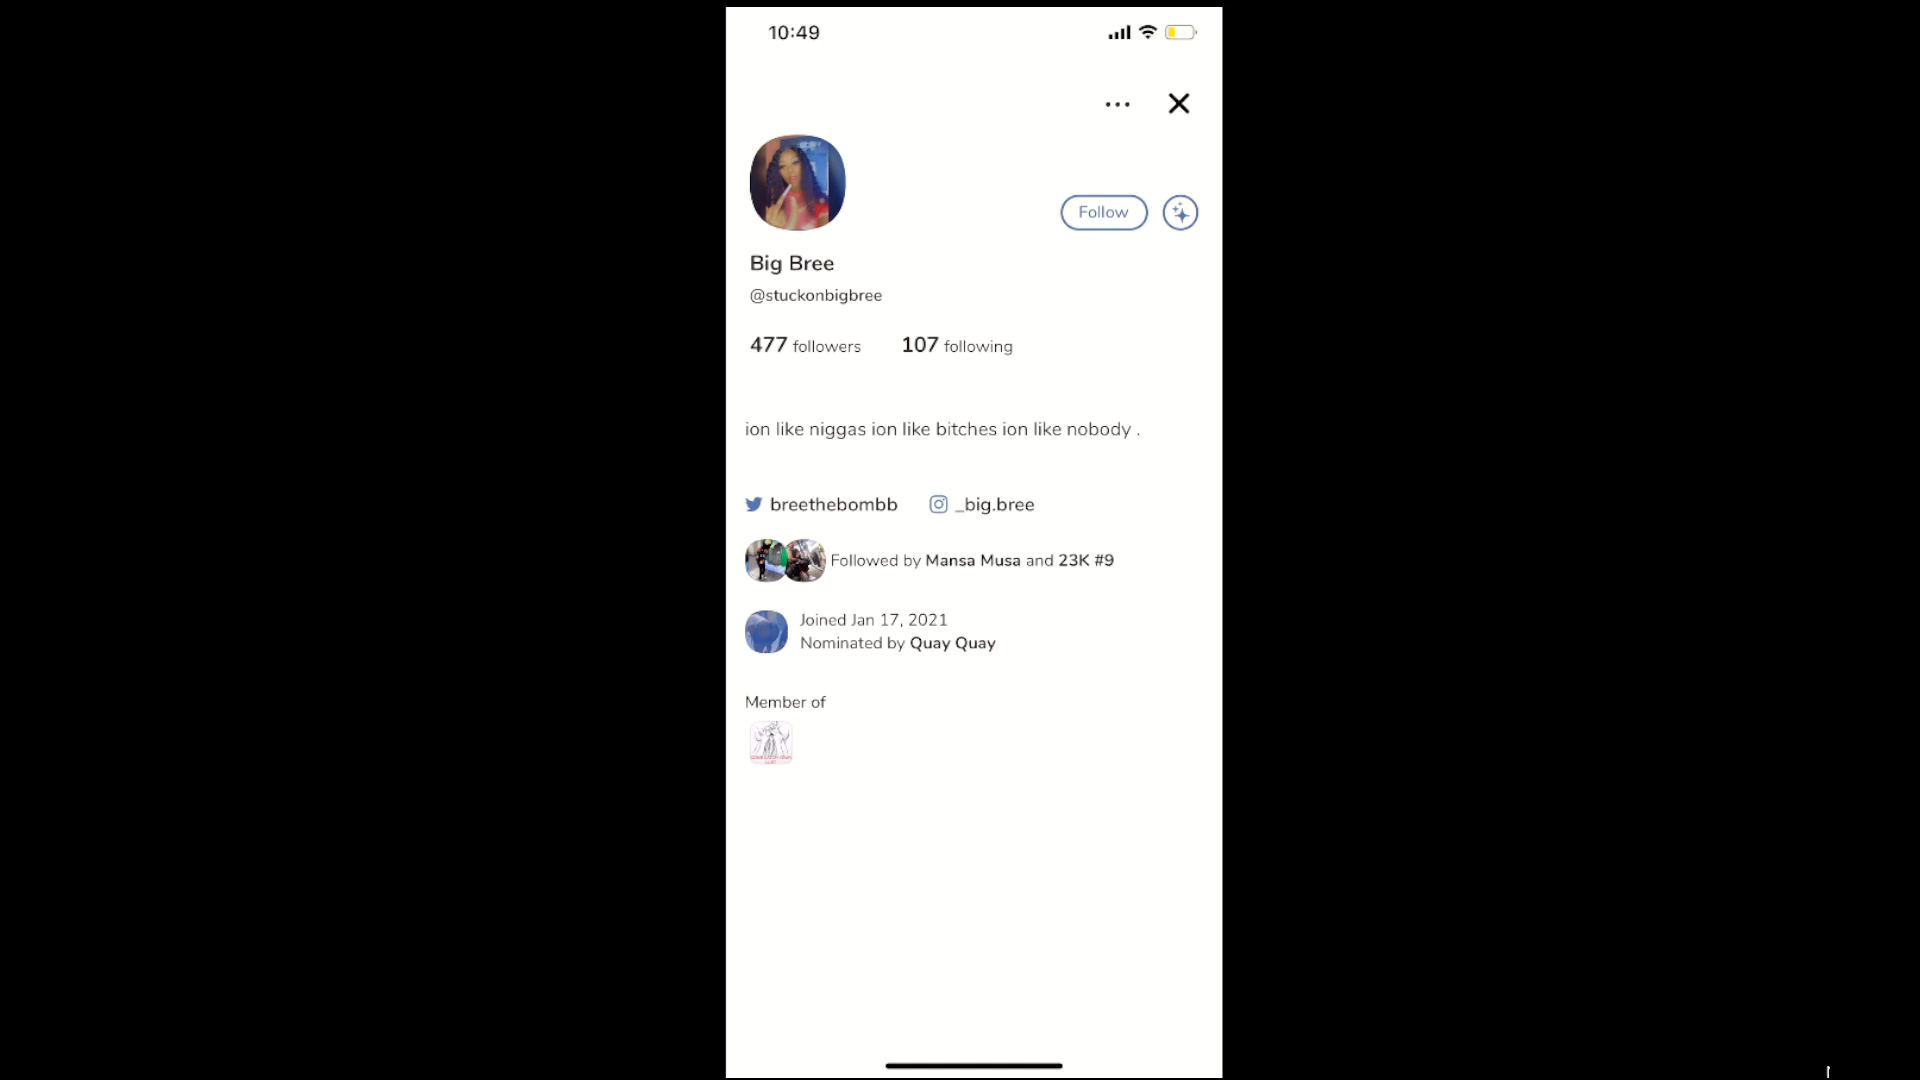 10:49
Follow
Big Bree
@stuckonbigbree
477 followers 107 following
ion like niggas ion like bitches ion like nobody .
breethebombb _big.bree
Followed by Mansa Musa and 23K #9
Joined Jan 17, 2021
Nominated by Quay Quay
Member of